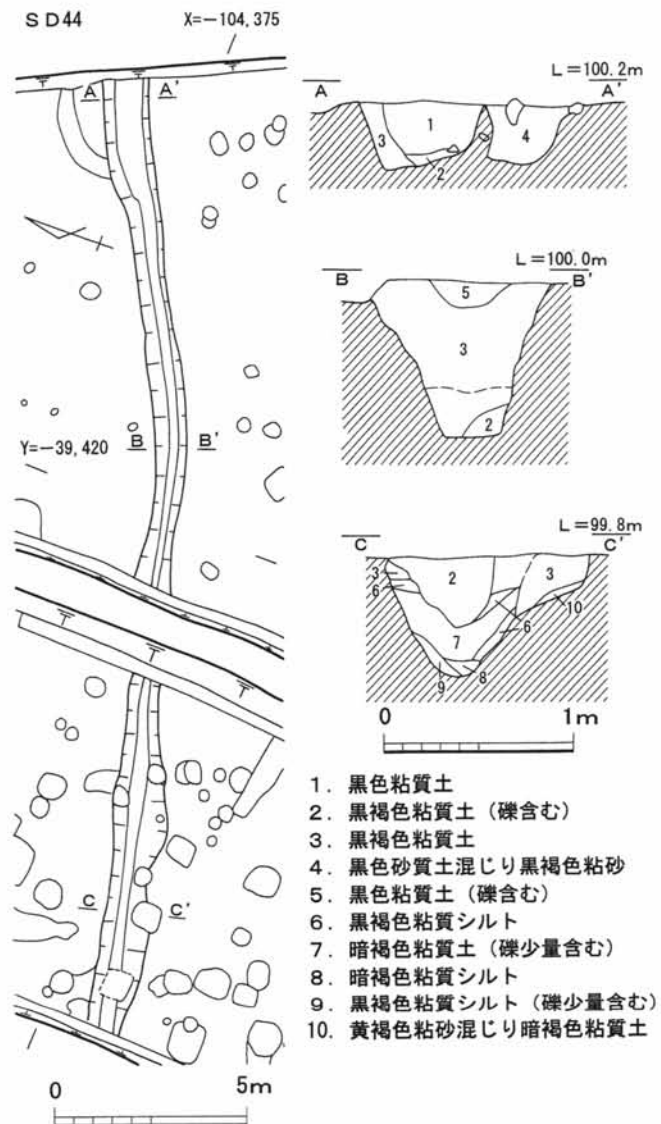 SD44
X=−104,375
A
A'
Y=−39,420
B
B'
C
C'
0
5m
L=100.2m
A
A'
1
2
3
4
L=100.0m
B
B'
5
3
2
L=99.8m
C
C'
3
6
2
3
10
6
7
8
9
0
1m
1. 黒色粘質土
2. 黒褐色粘質土（礫含む）
3. 黒褐色粘質土
4. 黒色砂質土混じり黒褐色粘砂
5. 黒色粘質土（礫含む）
6. 黒褐色粘質シルト
7. 暗褐色粘質土（礫少量含む）
8. 暗褐色粘質シルト
9. 黒褐色粘質シルト（礫少量含む）
10. 黄褐色粘砂混じり暗褐色粘質土